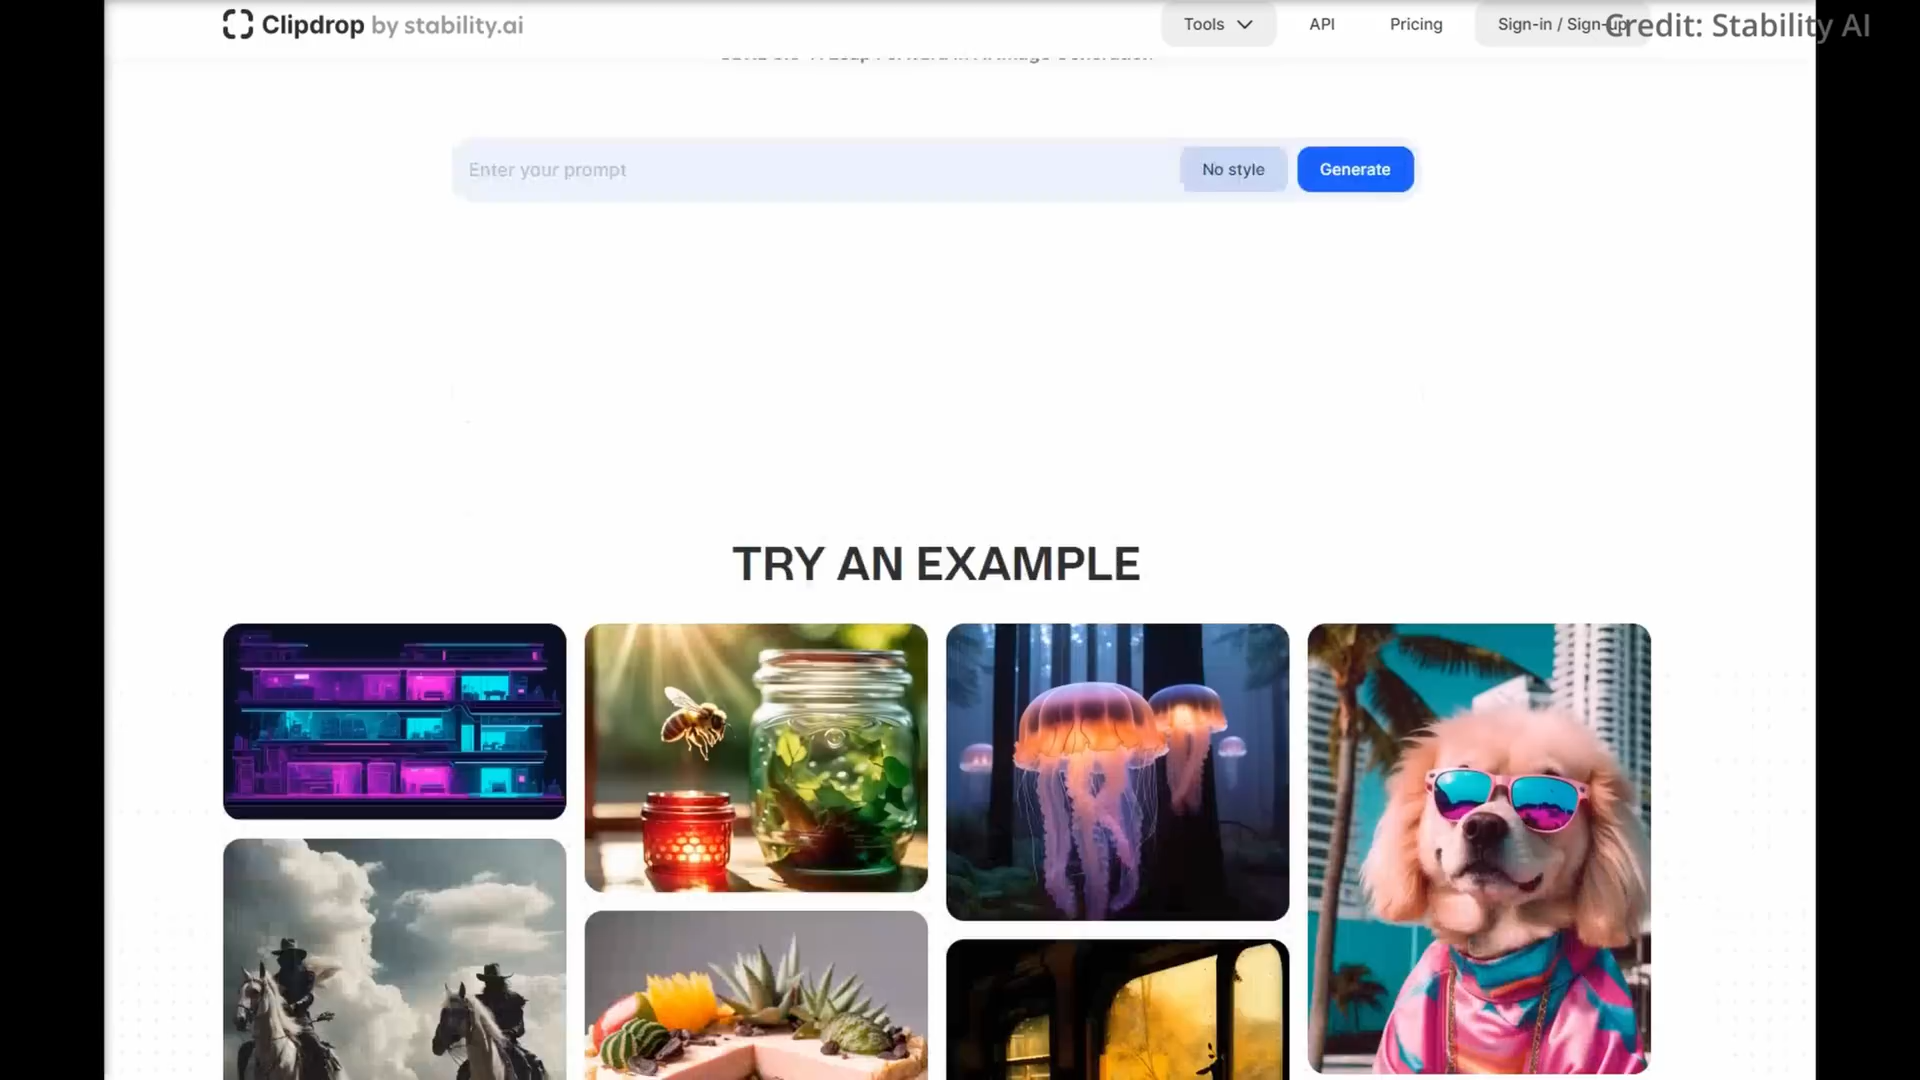 Clipdrop by stability.ai
Tools
API
Pricing
Sign-in / Sign-up
Credit: Stability AI
Enter your prompt
No style
Generate
TRY AN EXAMPLE